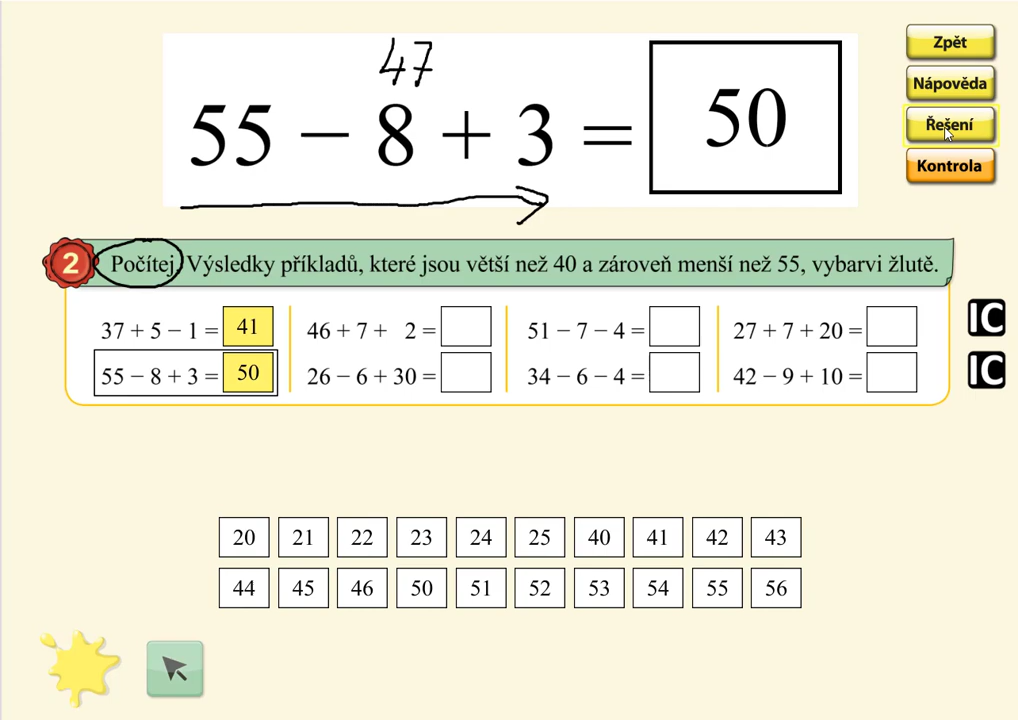 47
55 − 8 + 3 = 50
Zpět
Nápověda
Řešení
Kontrola
2 Počítej. Výsledky příkladů, které jsou větší než 40 a zároveň menší než 55, vybarvi žlutě.
37 + 5 − 1 = 41 46 + 7 + 2 = 51 − 7 − 4 = 27 + 7 + 20 =
55 − 8 + 3 = 50 26 − 6 + 30 = 34 − 6 − 4 = 42 − 9 + 10 =
IC
IC
20 21 22 23 24 25 40 41 42 43
44 45 46 50 51 52 53 54 55 56